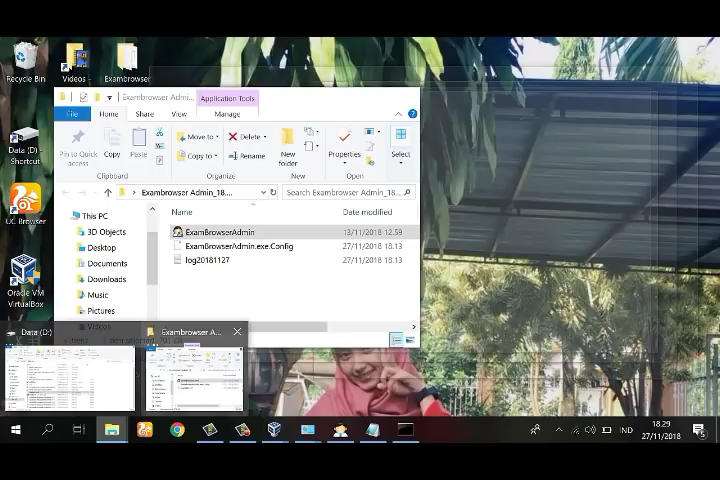 Recycle Bin
Videos -
Exambrowser
Data (D) -
Shortcut
UC Browser
Oracle VM
VirtualBox
Exambrowser Admi...
Application Tools
File
Home
Share
View
Manage
Pin to Quick
access
Copy
Paste
Clipboard
Move to
Copy to
Delete
Rename
Organize
New
folder
New
Properties
Open
Select
Exambrowser Admin_18....
Search Exambrowser Admin_18....
Name
Date modified
This PC
3D Objects
Desktop
Documents
Downloads
Music
Pictures
Videos
ExamBrowserAdmin
13/11/2018 12.59
ExamBrowserAdmin.exe.Config
27/11/2018 18.13
log20181127
27/11/2018 18.13
Data (D:)
Exambrowser A...
IND
18.29
27/11/2018
5